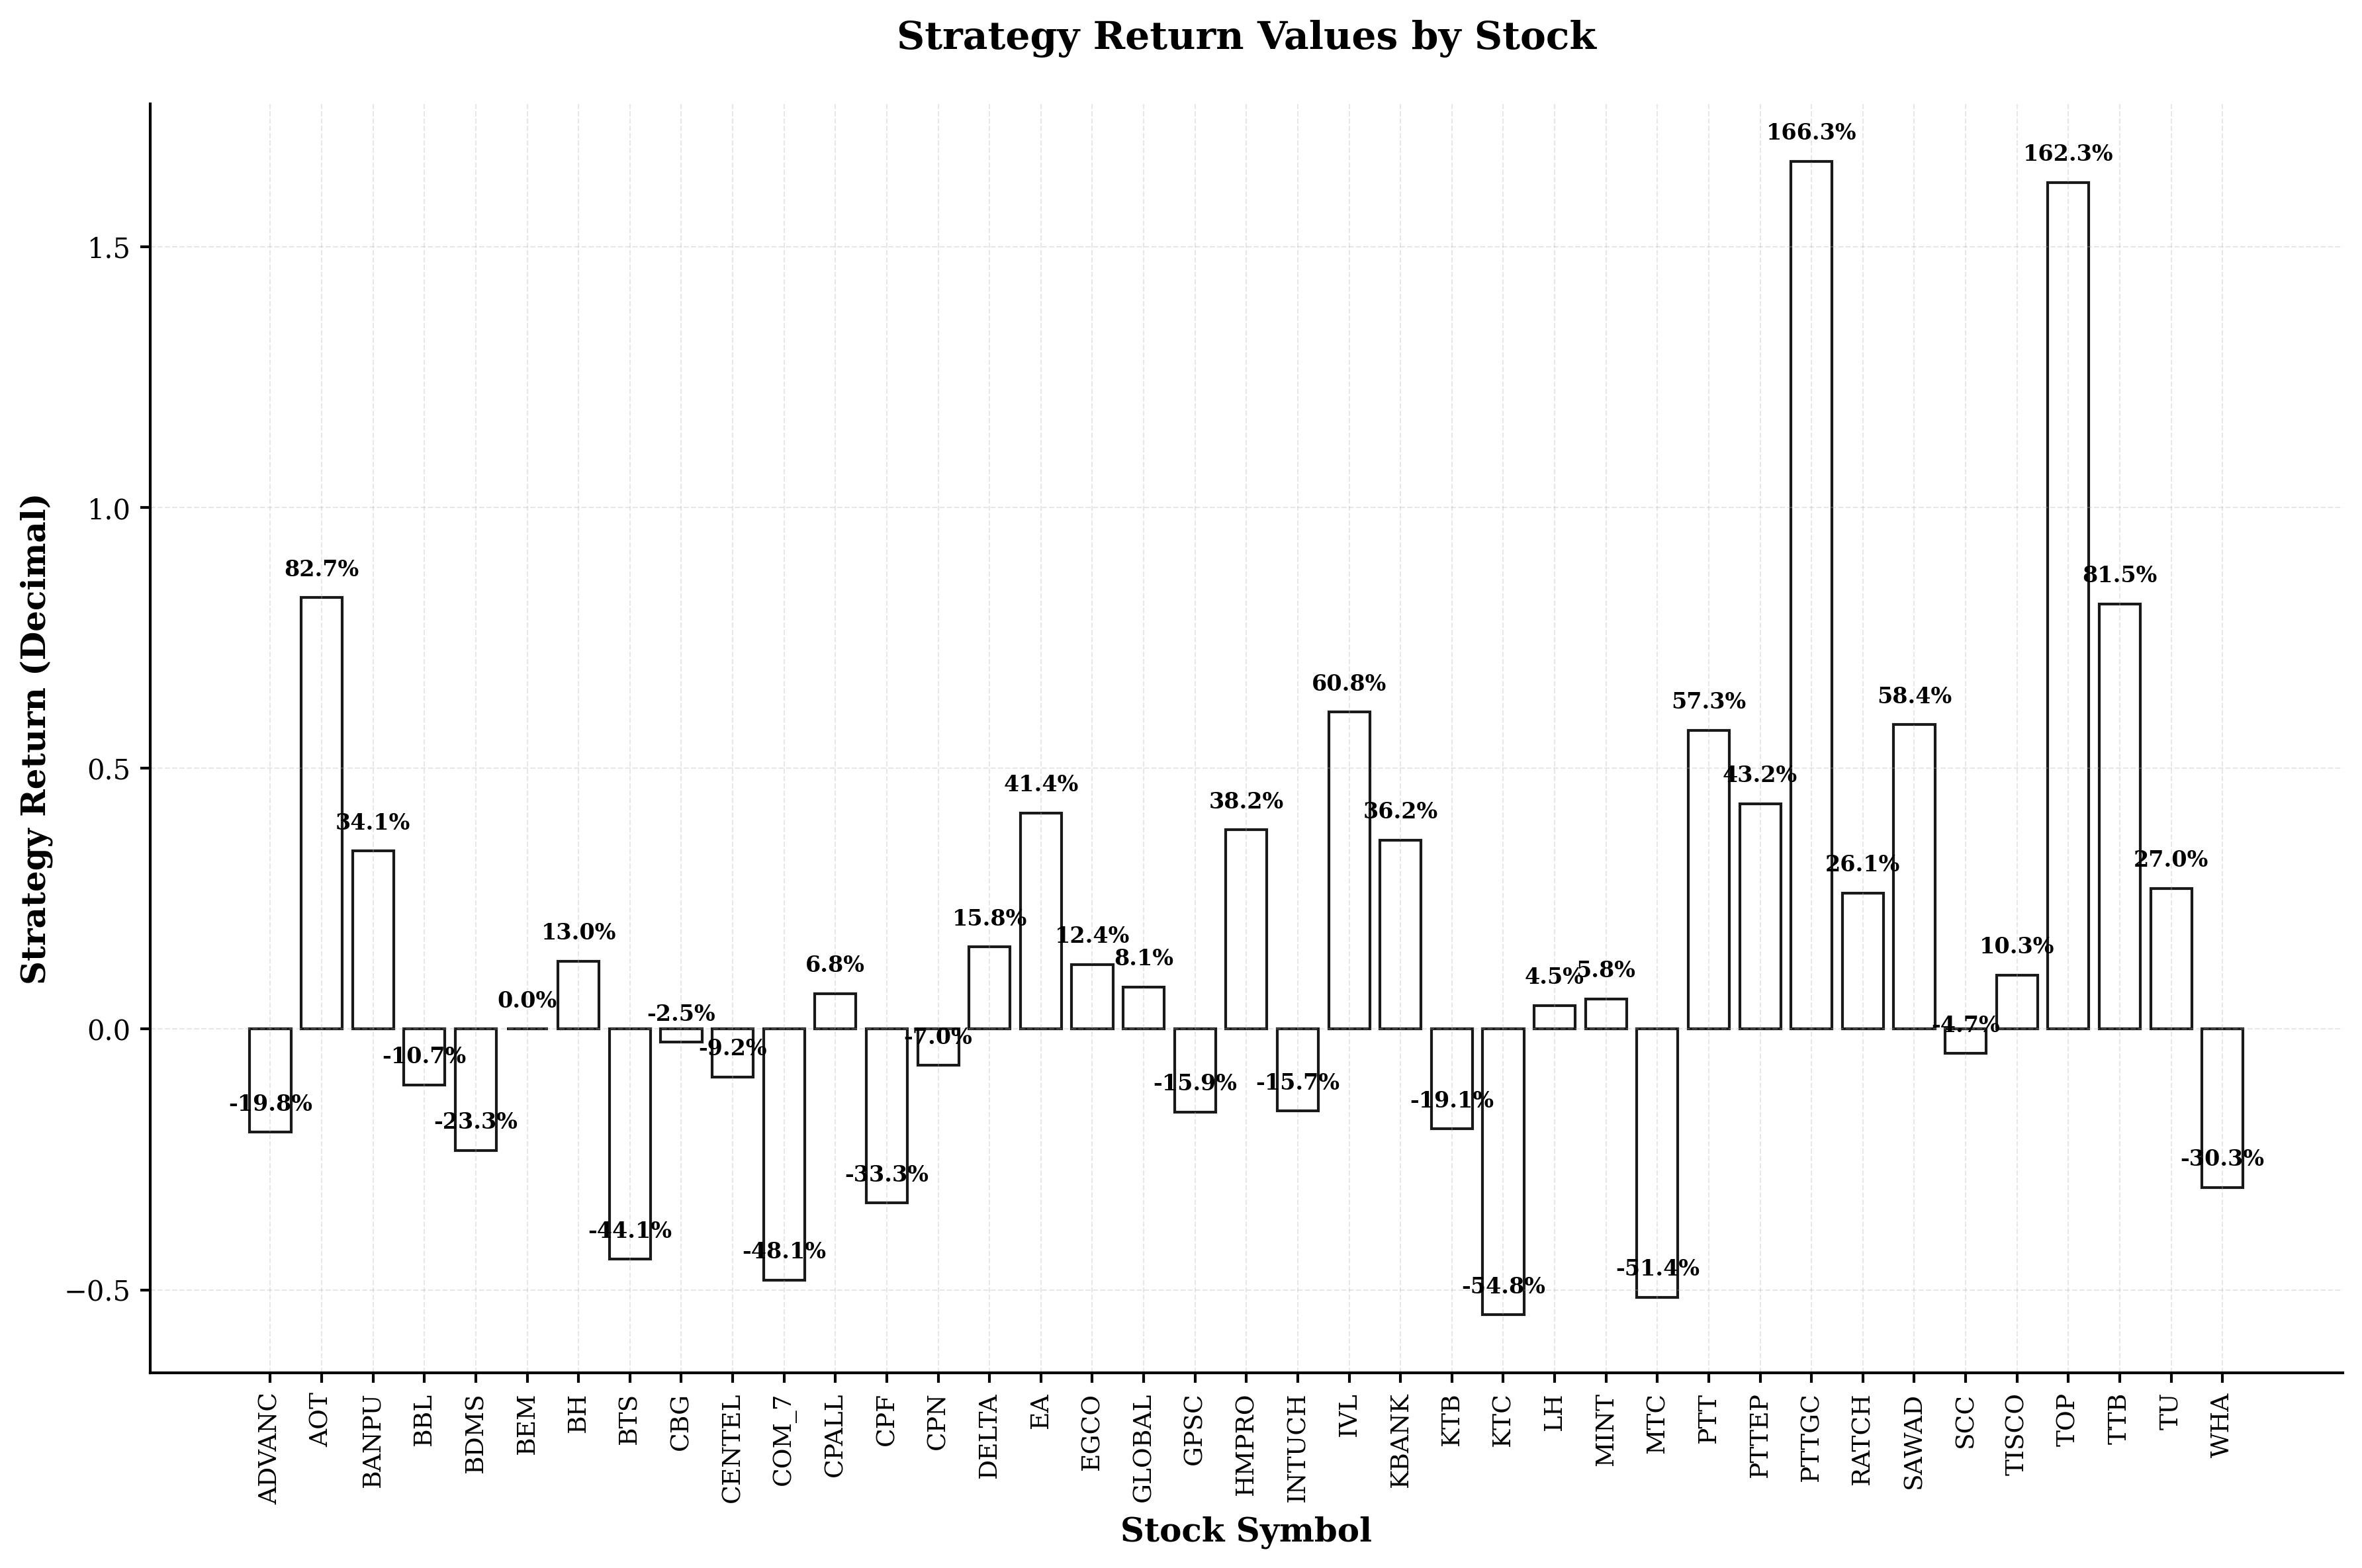 Strategy Return Values by Stock
Strategy Return (Decimal)
1.5
1.0
0.5
0.0
−0.5
-19.8%
82.7%
34.1%
-10.7%
-23.3%
0.0%
13.0%
-44.1%
-2.5%
-9.2%
-48.1%
6.8%
-33.3%
-7.0%
15.8%
41.4%
12.4%
8.1%
-15.9%
38.2%
-15.7%
60.8%
36.2%
-19.1%
-54.8%
4.5%
5.8%
-51.4%
57.3%
43.2%
166.3%
26.1%
58.4%
-4.7%
10.3%
162.3%
81.5%
27.0%
-30.3%
ADVANC
AOT
BANPU
BBL
BDMS
BEM
BH
BTS
CBG
CENTEL
COM_7
CPALL
CPF
CPN
DELTA
EA
EGCO
GLOBAL
GPSC
HMPRO
INTUCH
IVL
KBANK
KTB
KTC
LH
MINT
MTC
PTT
PTTEP
PTTGC
RATCH
SAWAD
SCC
TISCO
TOP
TTB
TU
WHA
Stock Symbol